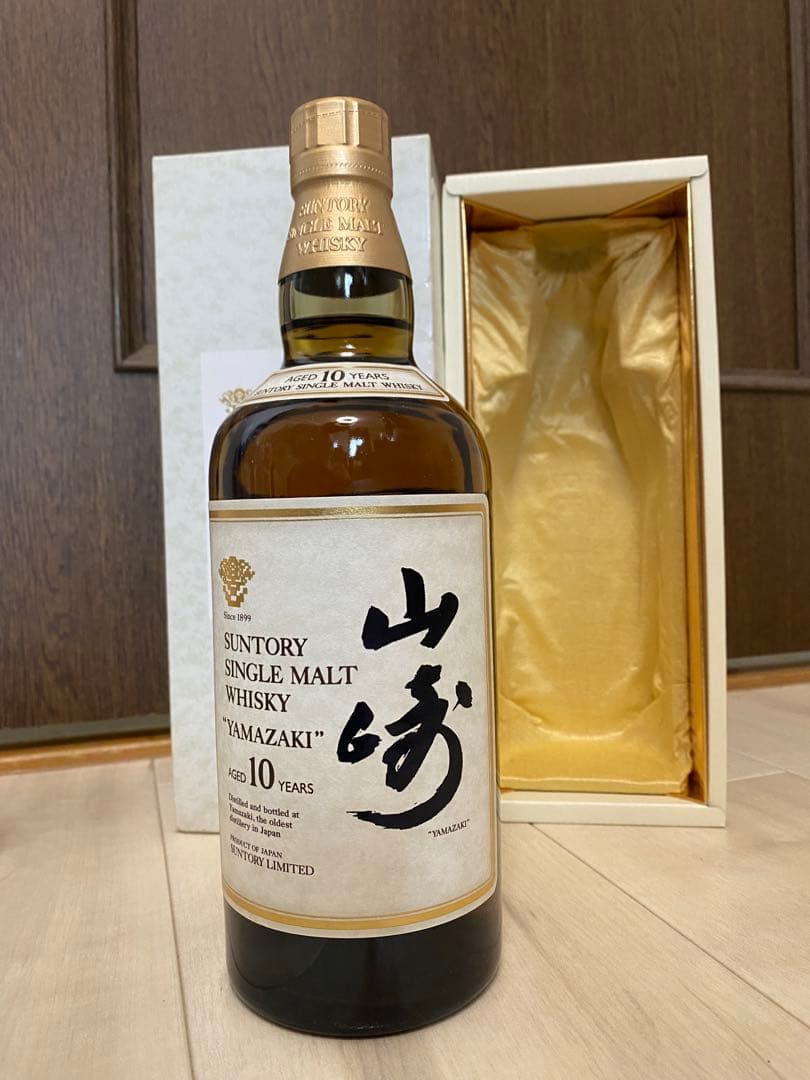 SUNTORY
SINGLE MALT
WHISKY
AGED 10 YEARS
SUNTORY SINGLE MALT WHISKY
Since 1899
SUNTORY
SINGLE MALT
WHISKY
"YAMAZAKI"
AGED 10 YEARS
Distilled and bottled at
Yamazaki, the oldest
distillery in Japan
PRODUCT OF JAPAN
SUNTORY LIMITED
山崎
"YAMAZAKI"